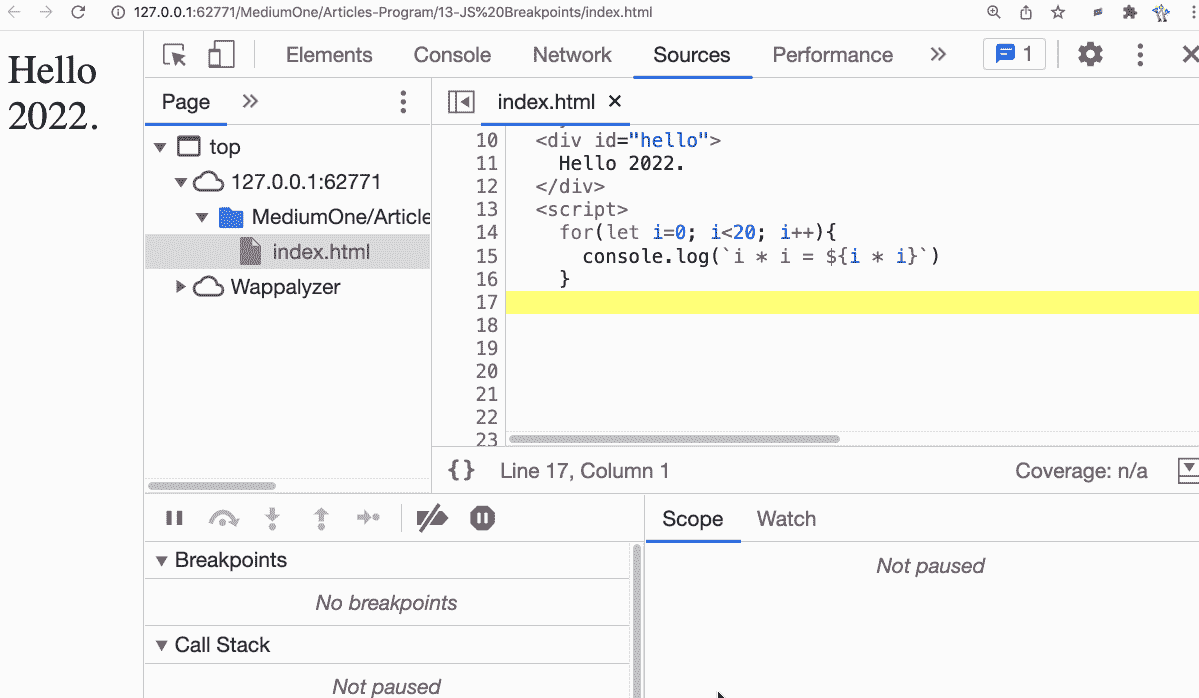 127.0.0.1:62771/MediumOne/Articles-Program/13-JS%20Breakpoints/index.html
Hello
2022.
Elements Console Network Sources Performance 1
Page
index.html
top
127.0.0.1:62771
MediumOne/Article
index.html
Wappalyzer
10 <div id="hello">
11 Hello 2022.
12 </div>
13 <script>
14 for(let i=0; i<20; i++){
15 console.log(`i * i = ${i * i}`)
16 }
17
18
19
20
21
22
23
{} Line 17, Column 1 Coverage: n/a
Scope Watch
Breakpoints
No breakpoints
Call Stack
Not paused
Not paused